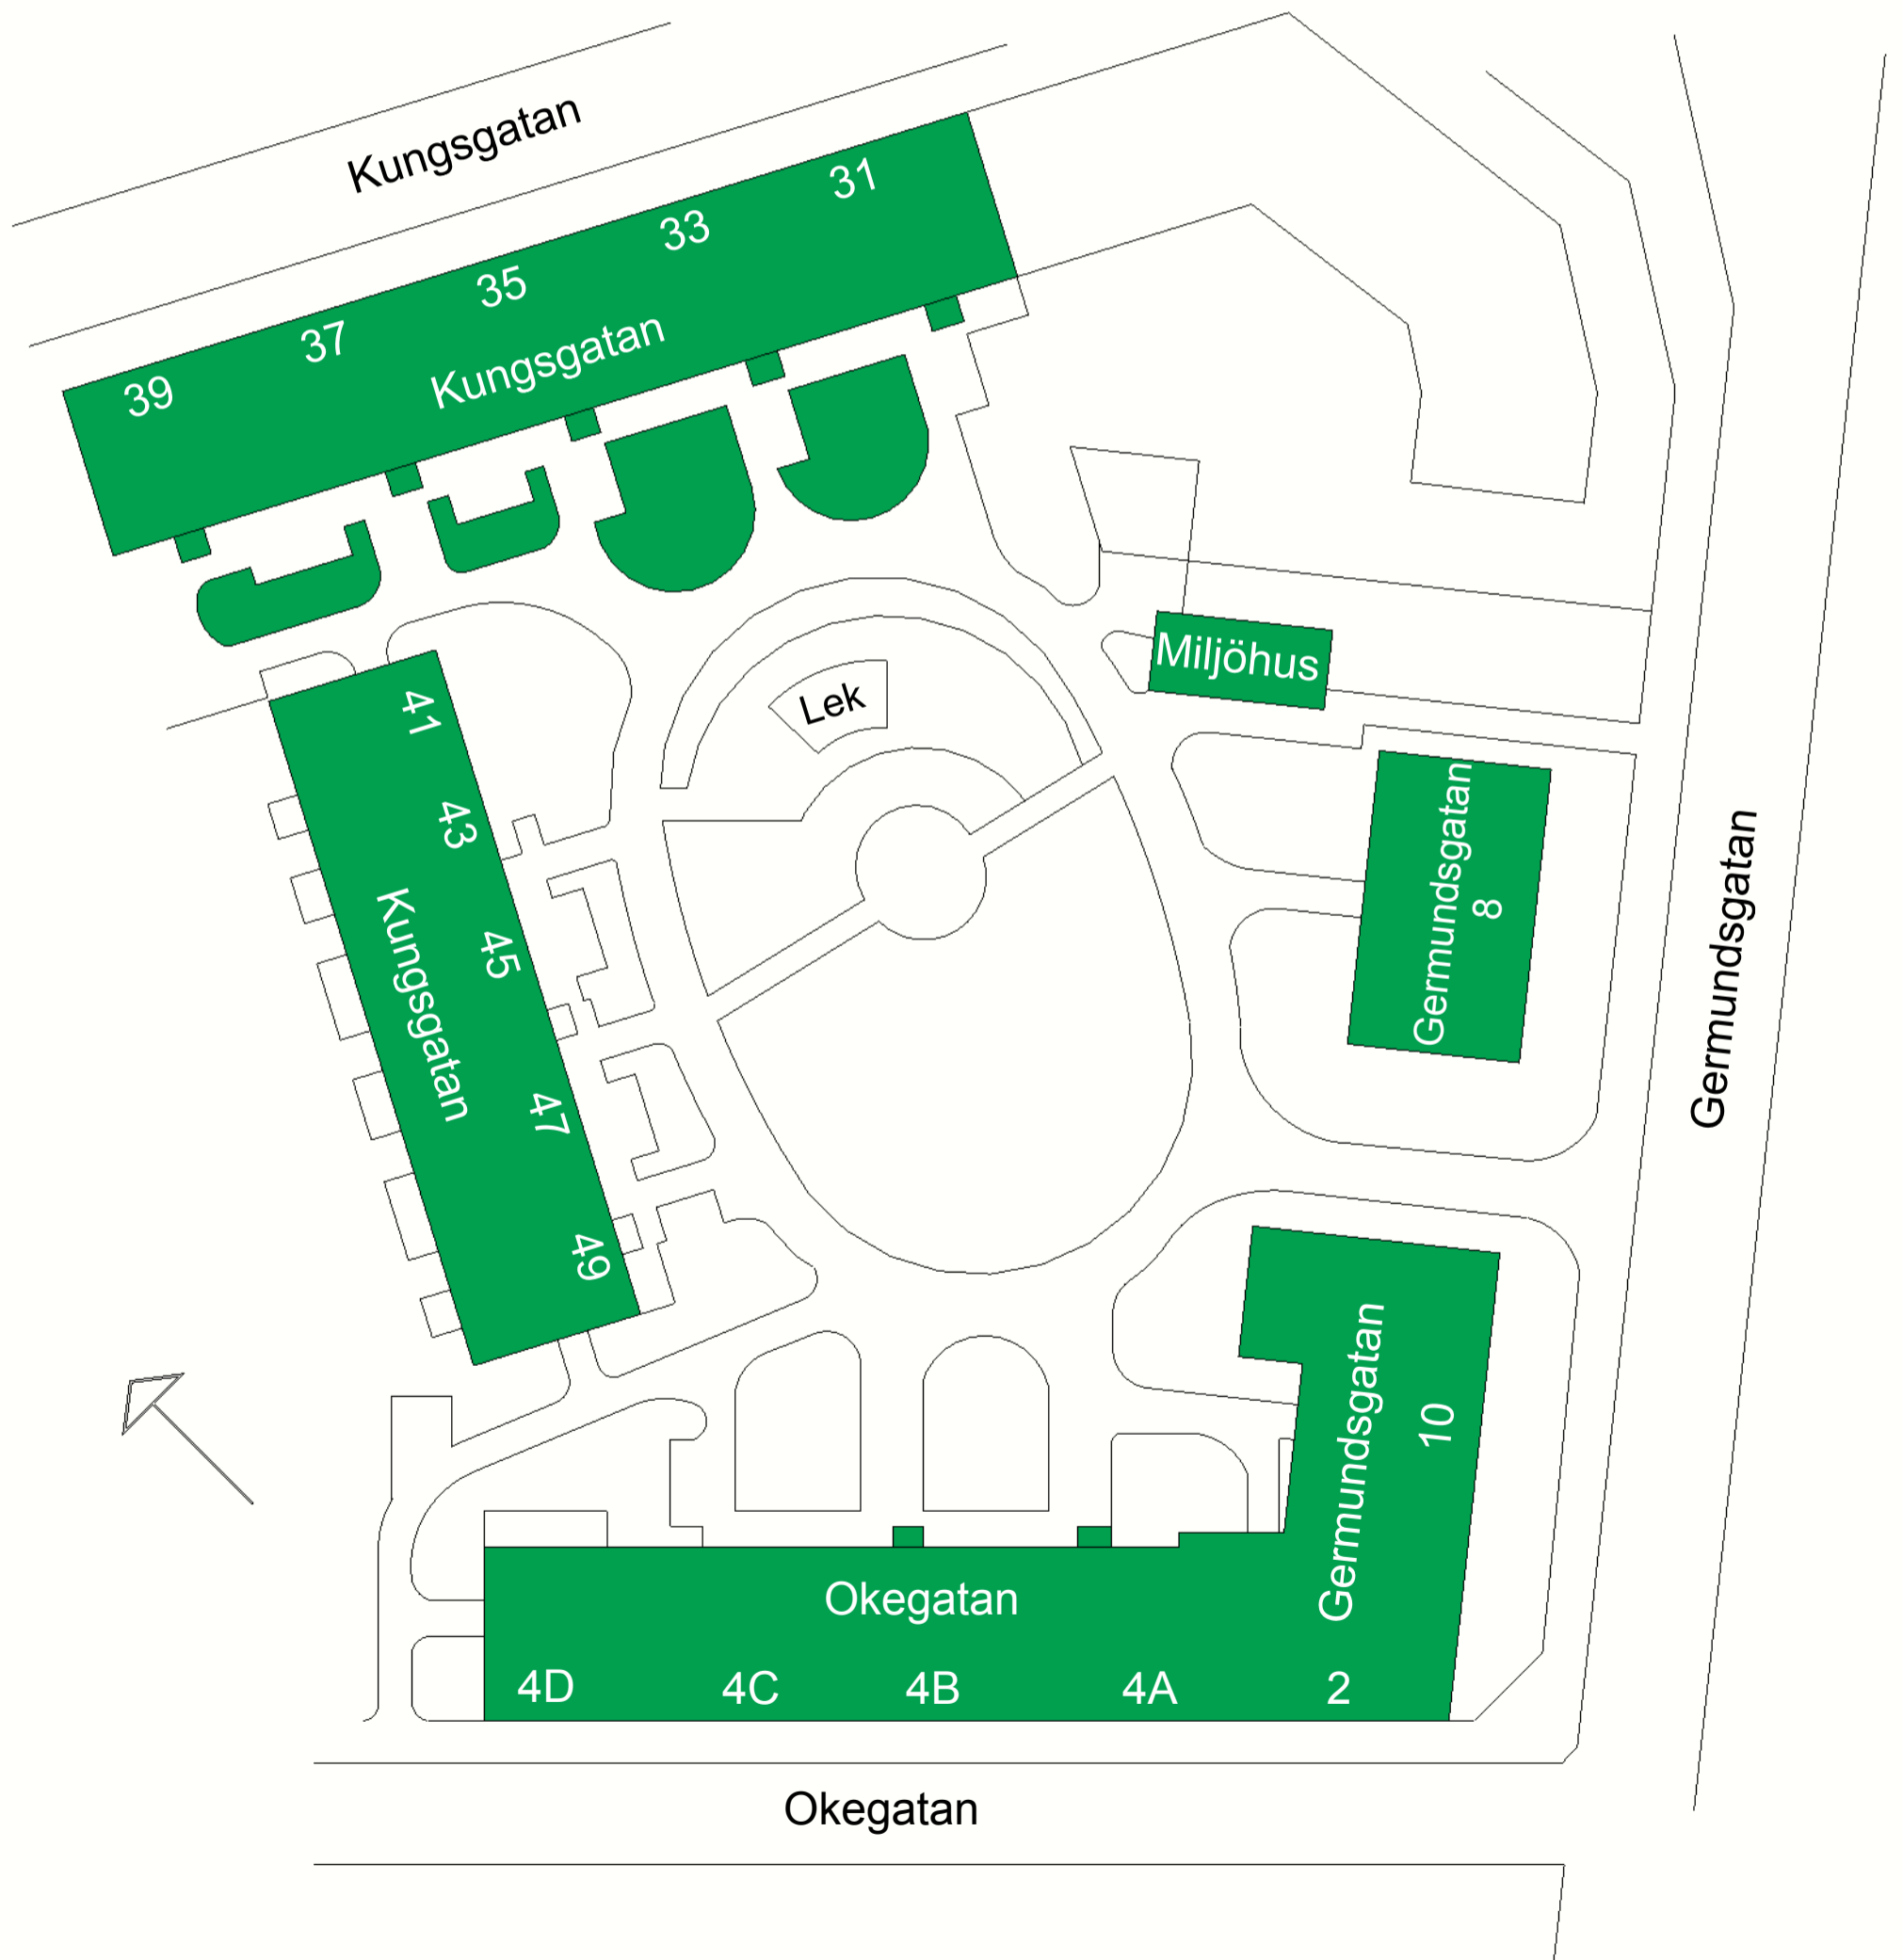 Kungsgatan
31
33
35
37
39
Kungsgatan
Lek
Miljöhus
41
43
45
47
49
Kungsgatan
Germundsgatan
8
Germundsgatan
Germundsgatan
10
Okegatan
4D 4C 4B 4A 2
Okegatan